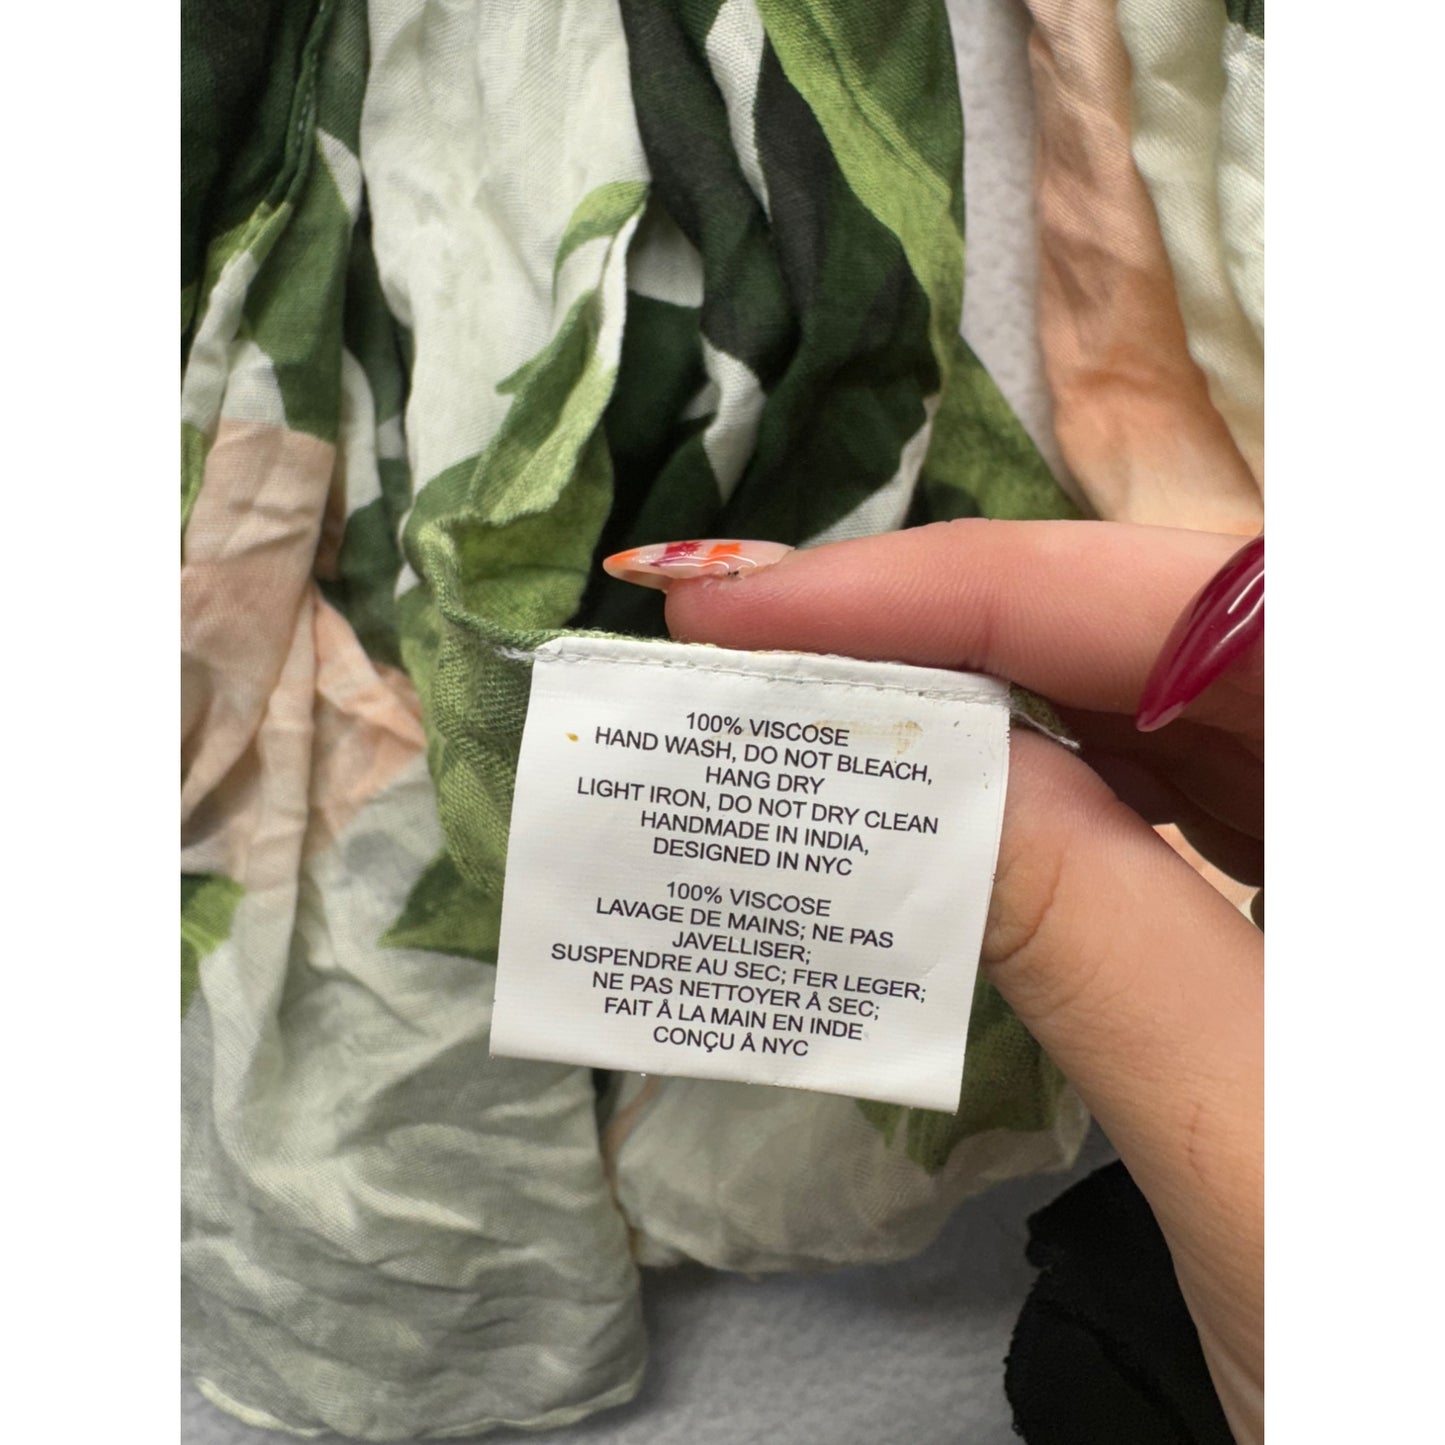 100% VISCOSE
HAND WASH, DO NOT BLEACH,
HANG DRY
LIGHT IRON, DO NOT DRY CLEAN
HANDMADE IN INDIA,
DESIGNED IN NYC
100% VISCOSE
LAVAGE DE MAINS; NE PAS
JAVELLISER;
SUSPENDRE AU SEC; FER LEGER;
NE PAS NETTOYER Å SEC;
FAIT Å LA MAIN EN INDE
CONÇU Å NYC